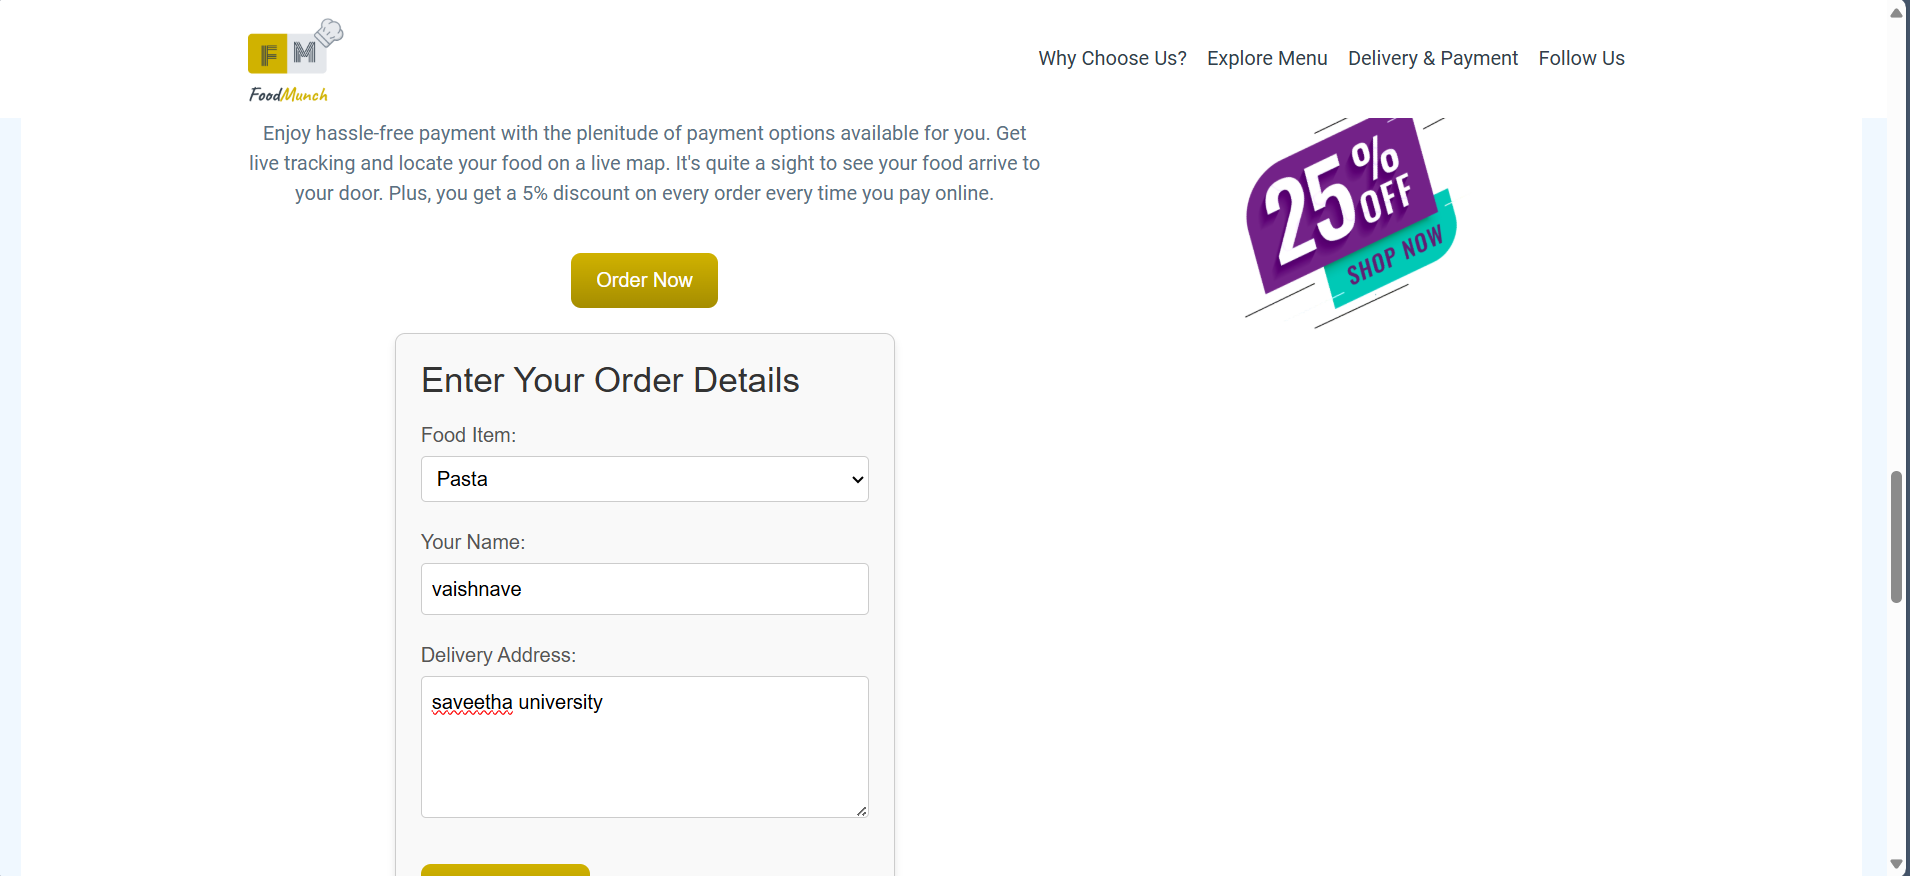 F M
FoodMunch
Why Choose Us? Explore Menu Delivery & Payment Follow Us
Enjoy hassle-free payment with the plenitude of payment options available for you. Get
live tracking and locate your food on a live map. It's quite a sight to see your food arrive to
your door. Plus, you get a 5% discount on every order every time you pay online.
25% OFF
SHOP NOW
Order Now
Enter Your Order Details
Food Item:
Pasta
Your Name:
vaishnave
Delivery Address:
saveetha university